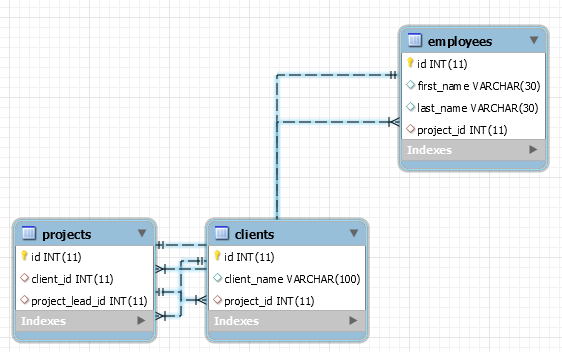 employees
id INT(11)
first_name VARCHAR(30)
last_name VARCHAR(30)
project_id INT(11)
Indexes
projects
id INT(11)
client_id INT(11)
project_lead_id INT(11)
Indexes
clients
id INT(11)
client_name VARCHAR(100)
project_id INT(11)
Indexes